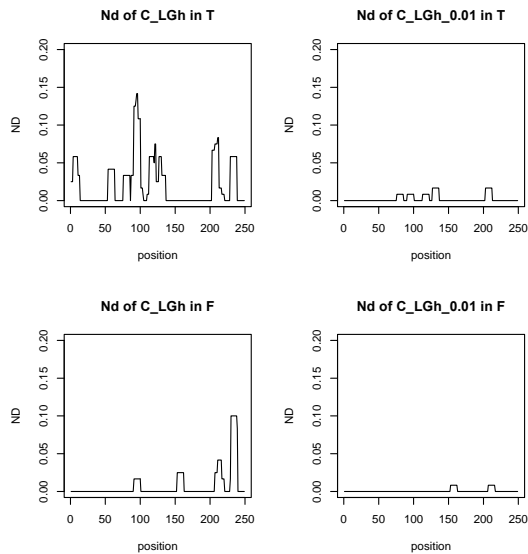 Nd of C_LGh in T
ND
0.00 0.05 0.10 0.15 0.20
0 50 100 150 200 250
position
Nd of C_LGh_0.01 in T
ND
0.00 0.05 0.10 0.15 0.20
0 50 100 150 200 250
position
Nd of C_LGh in F
ND
0.00 0.05 0.10 0.15 0.20
0 50 100 150 200 250
position
Nd of C_LGh_0.01 in F
ND
0.00 0.05 0.10 0.15 0.20
0 50 100 150 200 250
position